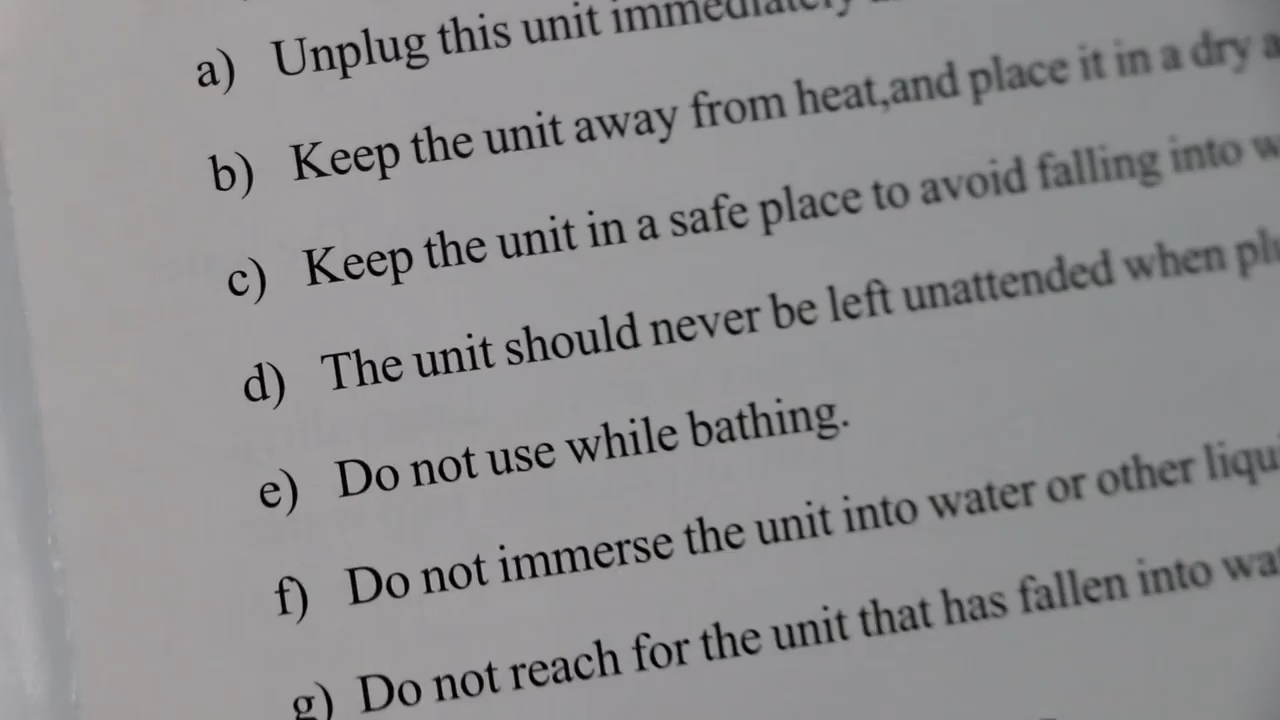 a) Unplug this unit immediately
b) Keep the unit away from heat,and place it in a dry
c) Keep the unit in a safe place to avoid falling into
d) The unit should never be left unattended when
e) Do not use while bathing.
f) Do not immerse the unit into water or other
g) Do not reach for the unit that has fallen into